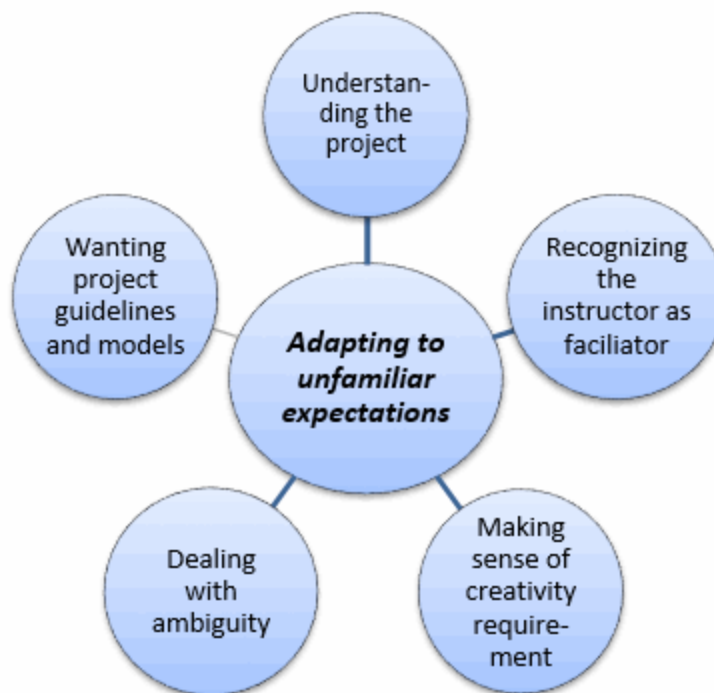 Understan-
ding the
project
Wanting
project
guidelines
and models
Recognizing
the
instructor as
faciliator
Adapting to
unfamiliar
expectations
Dealing
with
ambiguity
Making
sense of
creativity
require-
ment